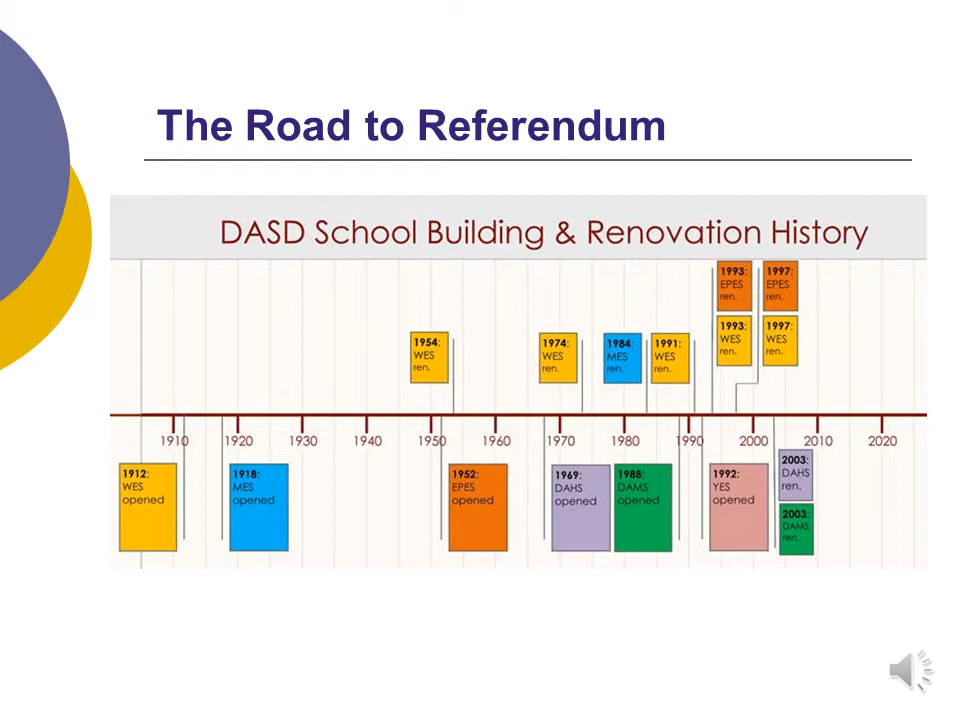 The Road to Referendum
DASD School Building & Renovation History
1993:
EPES
ren.
1997:
EPES
ren.
1954:
WES
ren.
1974:
WES
ren.
1984:
MES
ren.
1991:
WES
ren.
1993:
WES
ren.
1997:
WES
ren.
1910 1920 1930 1940 1950 1960 1970 1980 1990 2000 2010 2020
1912:
WES
opened
1918:
MES
opened
1952:
EPES
opened
1969:
DAHS
opened
1988:
DAMS
opened
1992:
YES
opened
2003:
DAHS
ren.
2003:
DAMS
ren.